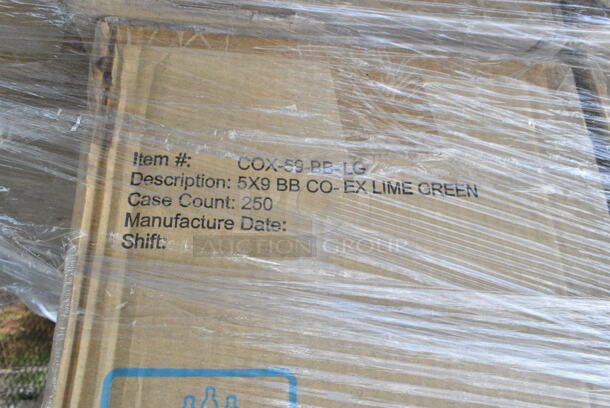 Item #: COX-59-BB-LG
Description: 5X9 BB CO- EX LIME GREEN
Case Count: 250
Manufacture Date:
Shift:
AUCTION GROUP